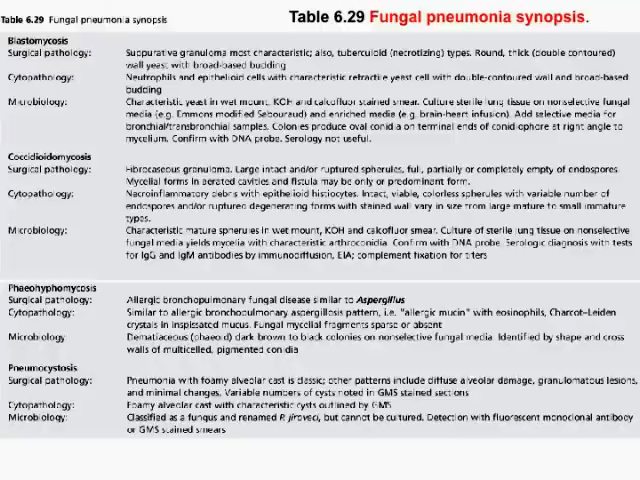 Table 6.29 Fungal pneumonia synopsis
Table 6.29 Fungal pneumonia synopsis.
Blastomycosis
Surgical pathology: Suppurative granuloma most characteristic; also, tuberculoid (necrotizing) types. Round, thick (double contoured)
wall yeast with broad-based budding
Cytopathology: Neutrophils and epithelioid cells with characteristic refractile yeast cell with double-contoured wall and broad-based
budding
Microbiology: Characteristic yeast in wet mount, KOH and calcofluor stained smear. Culture sterile lung tissue on nonselective fungal
media (e.g. Emmons modified Sabouraud) and enriched media (e.g. brain-heart infusion). Add selective media for
bronchial/transbronchial samples. Colonies produce oval conidia on terminal ends of conidiophore at right angle to
mycelium. Confirm with DNA probe. Serology not useful.
Coccidioidomycosis
Surgical pathology: Fibrocaseous granuloma. Large intact and/or ruptured spherules, full, partially or completely empty of endospores.
Mycelial forms in aerated cavities and fistula may be only or predominant form.
Cytopathology: Necroinflammatory debris with epithelioid histiocytes. Intact, viable, colorless spherules with variable number of
endospores and/or ruptured degenerating forms with stained wall vary in size from large mature to small immature
types.
Microbiology: Characteristic mature spherules in wet mount, KOH and calcofluor smear. Culture of sterile lung tissue on nonselective
fungal media yields mycelia with characteristic arthroconidia. Confirm with DNA probe. Serologic diagnosis with tests
for IgG and IgM antibodies by immunodiffusion, EIA; complement fixation for titers
Phaeohyphomycosis
Surgical pathology: Allergic bronchopulmonary fungal disease similar to Aspergillus
Cytopathology: Similar to allergic bronchopulmonary aspergillosis pattern, i.e. "allergic mucin" with eosinophils, Charcot–Leiden
crystals in inspissated mucus. Fungal mycelial fragments sparse or absent
Microbiology Dematiaceous (phaeoid) dark brown to black colonies on nonselective fungal media. Identified by shape and cross
walls of multicelled, pigmented conidia
Pneumocystosis
Surgical pathology: Pneumonia with foamy alveolar cast is classic; other patterns include diffuse alveolar damage, granulomatous lesions,
and minimal changes. Variable numbers of cysts noted in GMS stained sections
Cytopathology: Foamy alveolar cast with characteristic cysts outlined by GMS
Microbiology: Classified as a fungus and renamed P. jiroveci, but cannot be cultured. Detection with fluorescent monoclonal antibody
or GMS stained smears